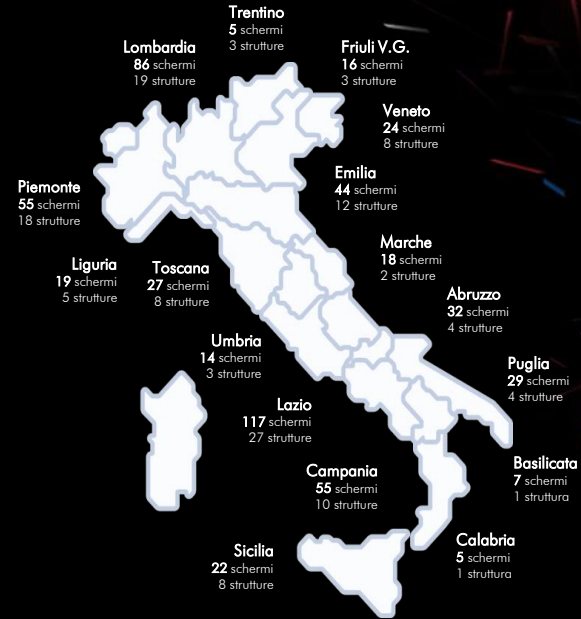 Trentino
5 schermi
3 strutture
Lombardia
86 schermi
19 strutture
Friuli V.G.
16 schermi
3 strutture
Veneto
24 schermi
8 strutture
Emilia
44 schermi
12 strutture
Piemonte
55 schermi
18 strutture
Marche
18 schermi
2 strutture
Liguria
19 schermi
5 strutture
Toscana
27 schermi
8 strutture
Abruzzo
32 schermi
4 strutture
Umbria
14 schermi
3 strutture
Puglia
29 schermi
4 strutture
Lazio
117 schermi
27 strutture
Basilicata
7 schermi
1 struttura
Campania
55 schermi
10 strutture
Calabria
5 schermi
1 struttura
Sicilia
22 schermi
8 strutture